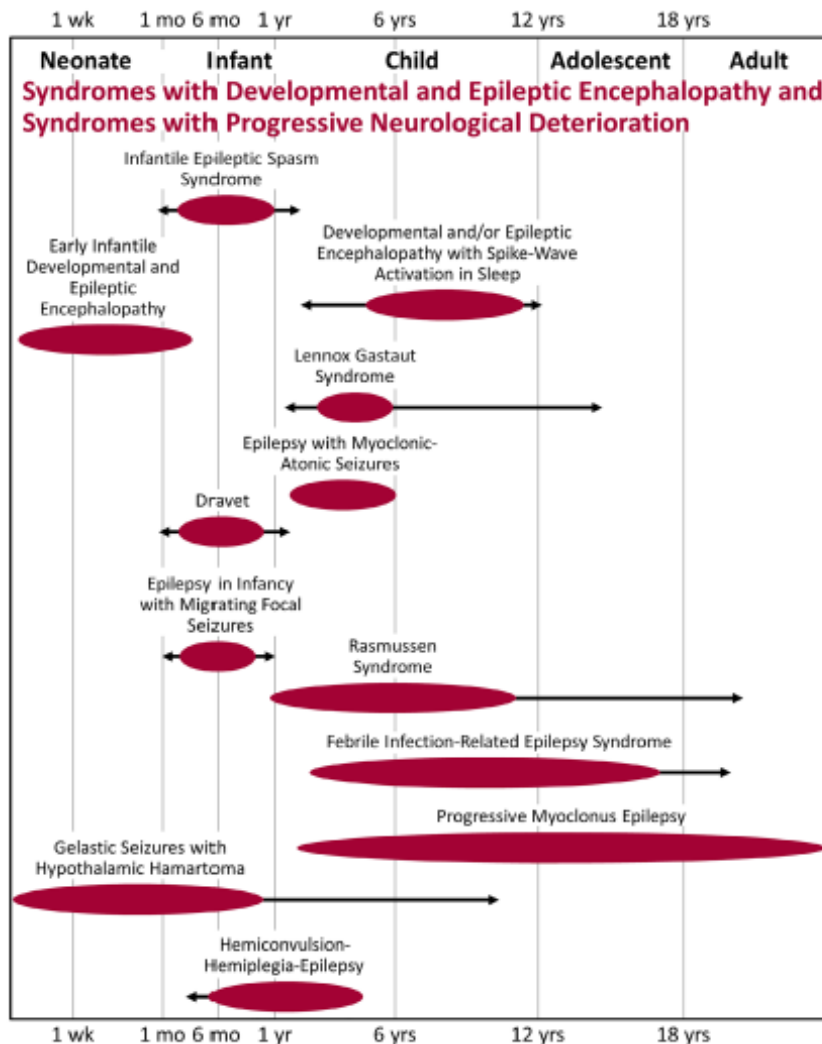 1 wk 1 mo 6 mo 1 yr 6 yrs 12 yrs 18 yrs
Neonate Infant Child Adolescent Adult
Syndromes with Developmental and Epileptic Encephalopathy and
Syndromes with Progressive Neurological Deterioration
Infantile Epileptic Spasm
Syndrome
Developmental and/or Epileptic
Encephalopathy with Spike-Wave
Activation in Sleep
Early Infantile
Developmental and
Epileptic
Encephalopathy
Lennox Gastaut
Syndrome
Epilepsy with Myoclonic-
Atonic Seizures
Dravet
Epilepsy in Infancy
with Migrating Focal
Seizures
Rasmussen
Syndrome
Febrile Infection-Related Epilepsy Syndrome
Progressive Myoclonus Epilepsy
Gelastic Seizures with
Hypothalamic Hamartoma
Hemiconvulsion-
Hemiplegia-Epilepsy
1 wk 1 mo 6 mo 1 yr 6 yrs 12 yrs 18 yrs